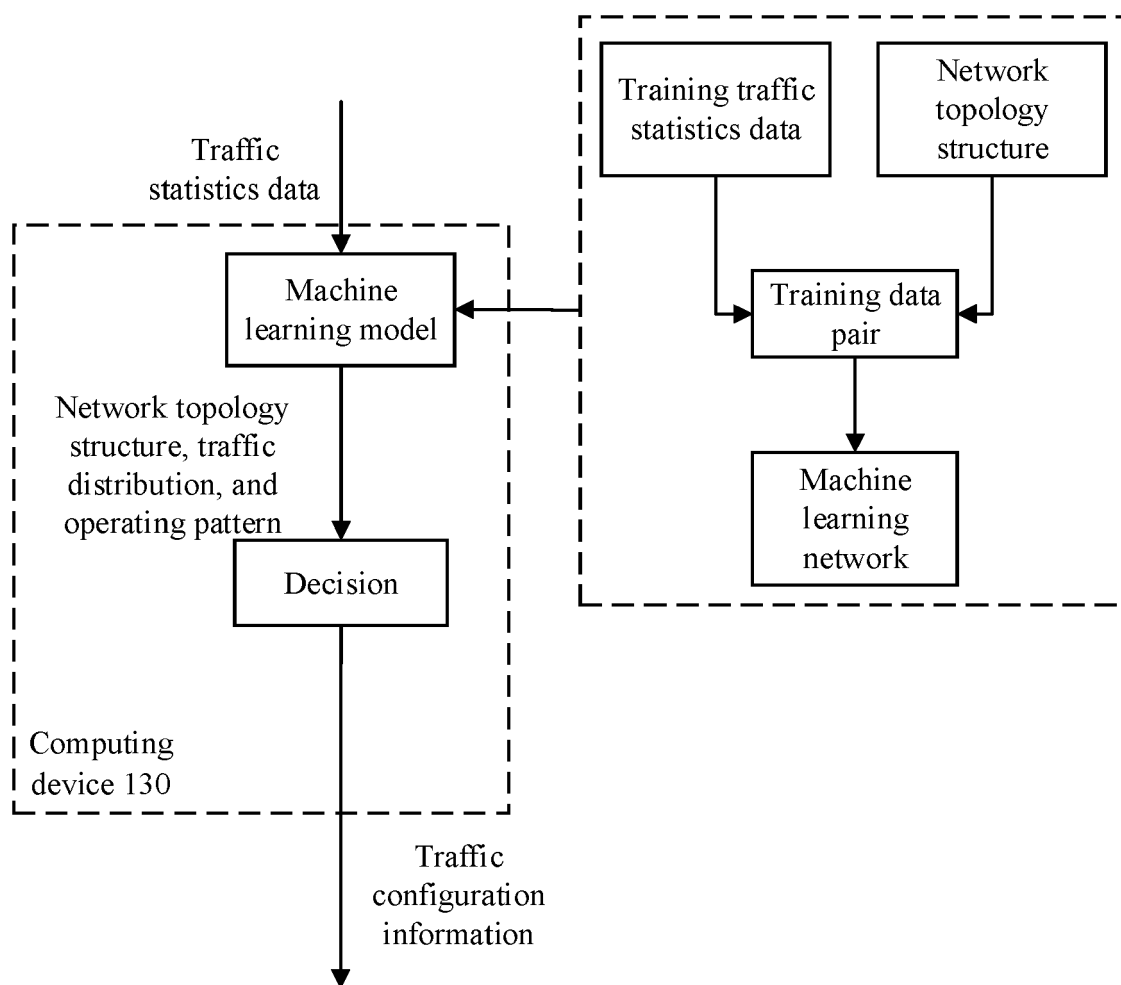 Traffic
statistics data
Machine
learning model
Network topology
structure, traffic
distribution, and
operating pattern
Decision
Computing
device 130
Traffic
configuration
information
Training traffic
statistics data
Network
topology
structure
Training data
pair
Machine
learning
network